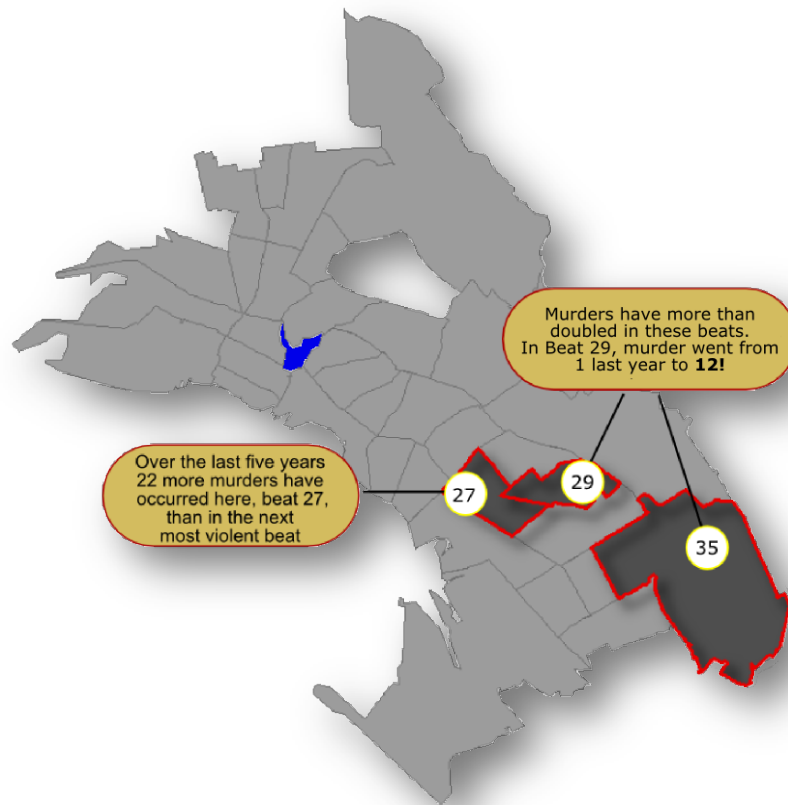 Murders have more than
doubled in these beats.
In Beat 29, murder went from
1 last year to 12!
Over the last five years
22 more murders have
occurred here, beat 27,
than in the next
most violent beat
27
29
35